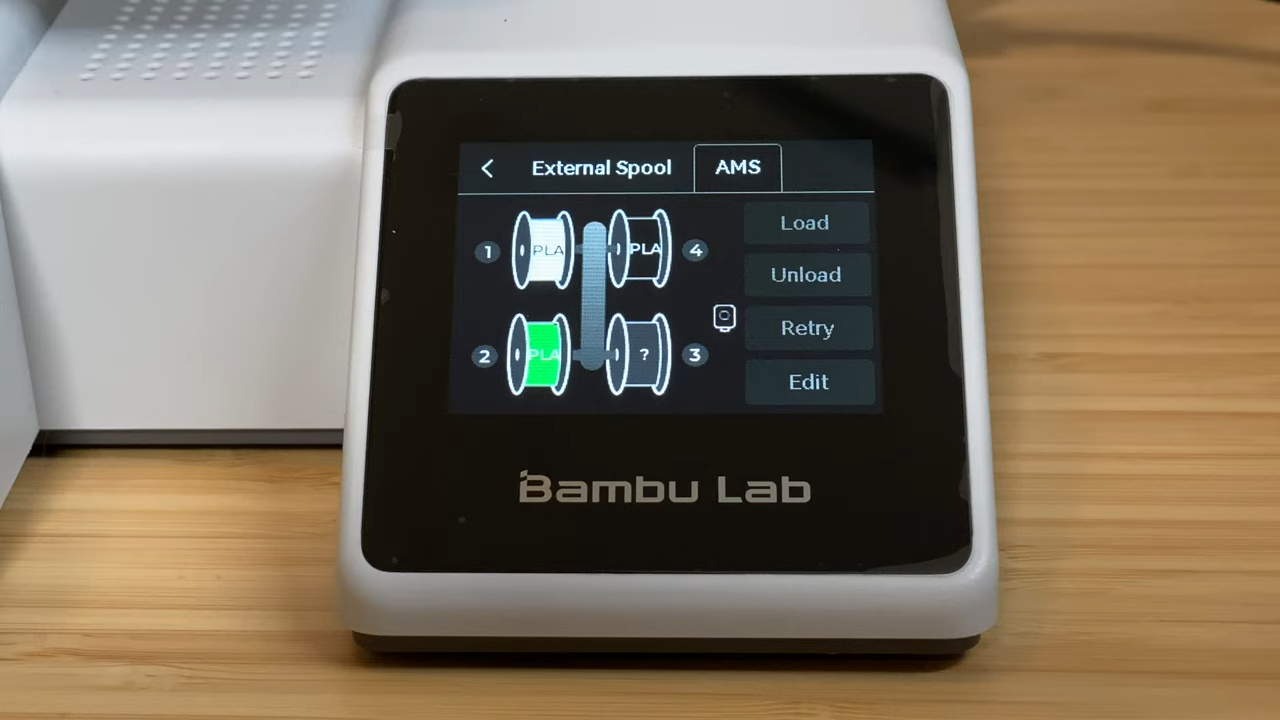 External Spool AMS
1 PLA PLA 4
Load
Unload
2 PLA ? 3
Retry
Edit
Bambu Lab